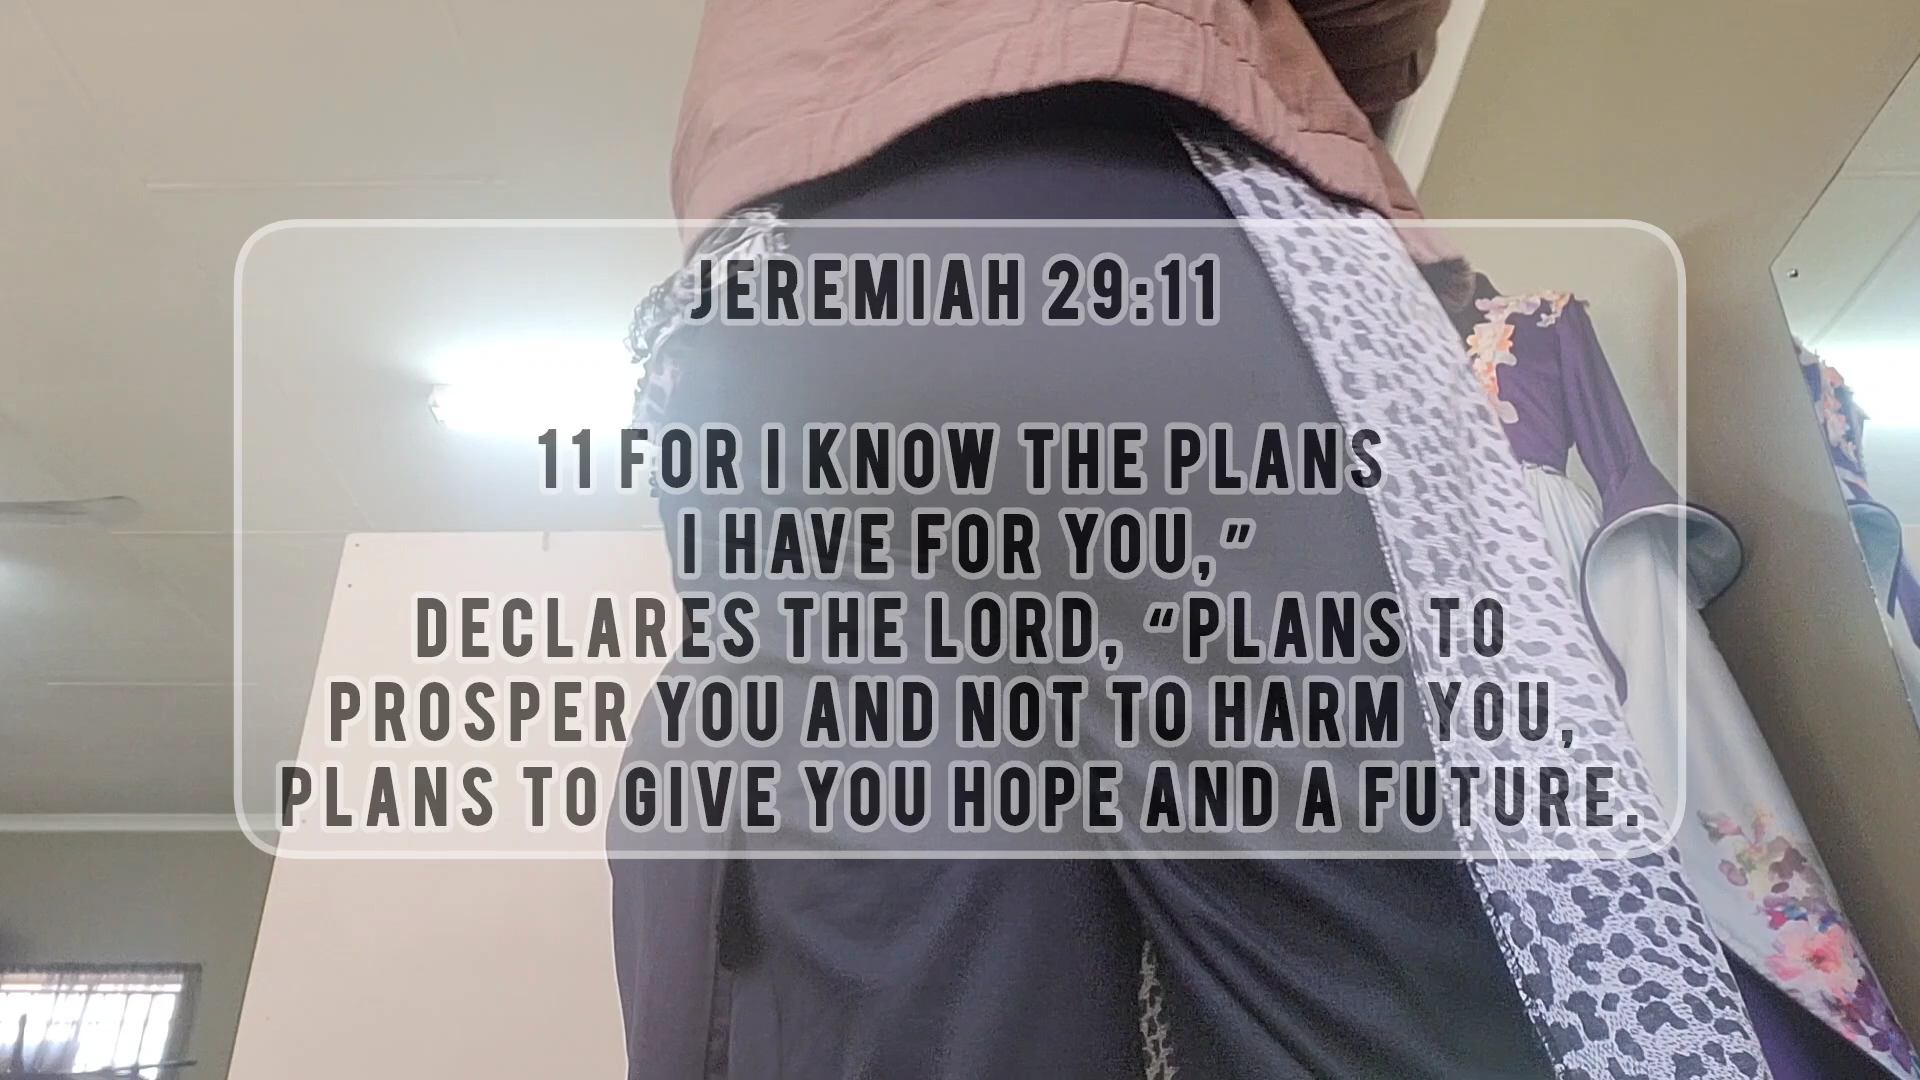 JEREMIAH 29:11
11 FOR I KNOW THE PLANS
I HAVE FOR YOU,”
DECLARES THE LORD, “PLANS TO
PROSPER YOU AND NOT TO HARM YOU,
PLANS TO GIVE YOU HOPE AND A FUTURE.